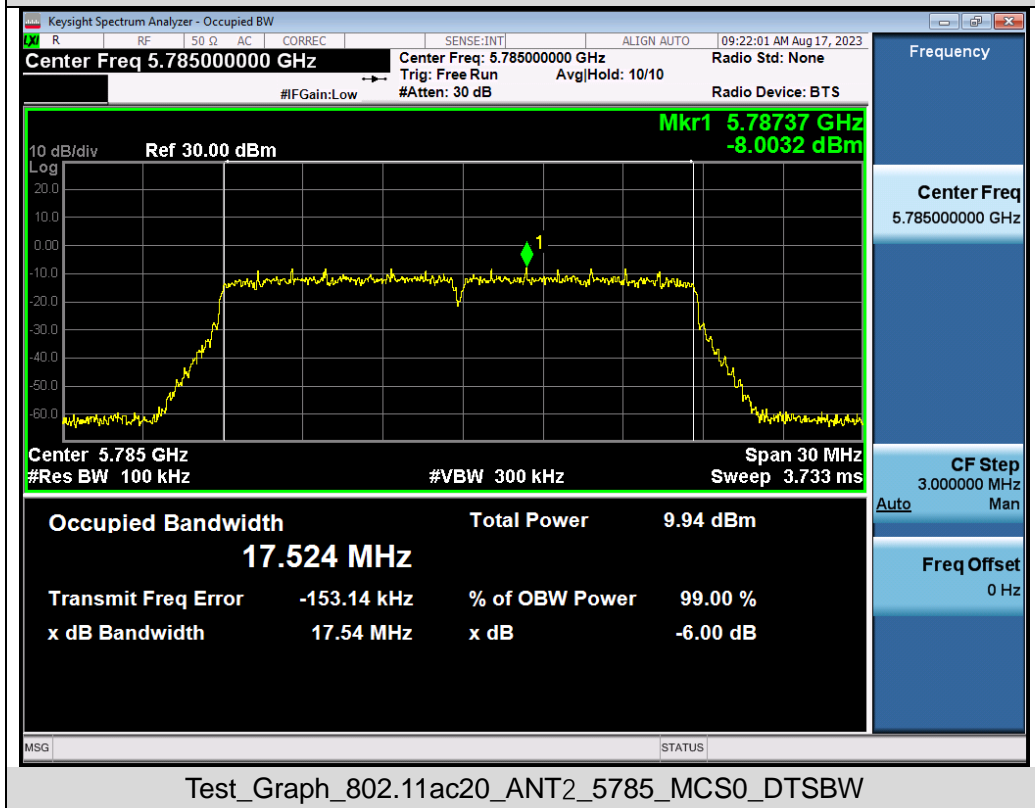 Keysight Spectrum Analyzer - Occupied BW
LXI R RF 50 Ω AC CORREC SENSE:INT ALIGN AUTO 09:22:01 AM Aug 17, 2023
Center Freq 5.785000000 GHz
Center Freq: 5.785000000 GHz
Radio Std: None
Trig: Free Run Avg|Hold: 10/10
#IFGain:Low #Atten: 30 dB Radio Device: BTS
Frequency
Mkr1 5.78737 GHz
-8.0032 dBm
10 dB/div Ref 30.00 dBm
Log
20.0
10.0
0.00
-10.0
-20.0
-30.0
-40.0
-50.0
-60.0
1
Center Freq
5.785000000 GHz
Center 5.785 GHz Span 30 MHz
#Res BW 100 kHz #VBW 300 kHz Sweep 3.733 ms
CF Step
3.000000 MHz
Auto Man
Freq Offset
0 Hz
Occupied Bandwidth Total Power 9.94 dBm
17.524 MHz
Transmit Freq Error -153.14 kHz % of OBW Power 99.00 %
x dB Bandwidth 17.54 MHz x dB -6.00 dB
MSG STATUS
Test_Graph_802.11ac20_ANT2_5785_MCS0_DTSBW